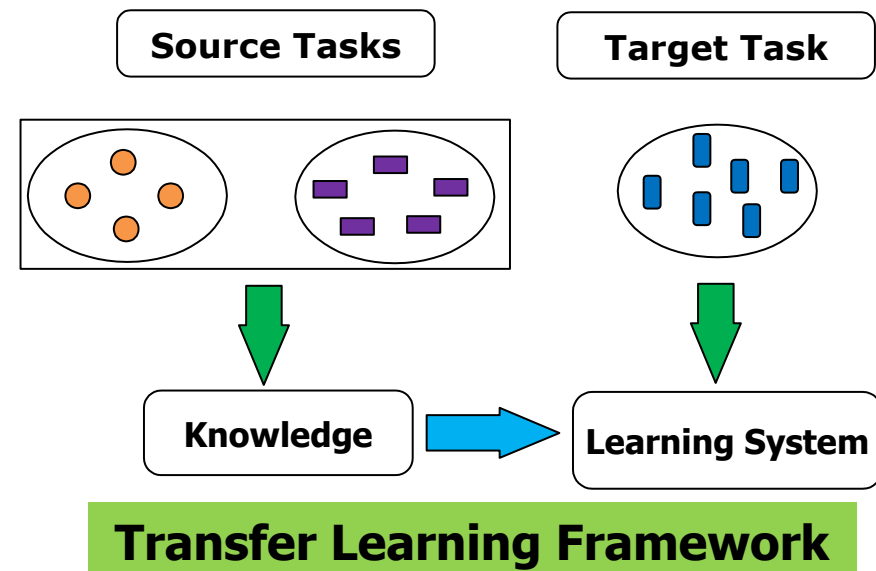 Source Tasks
Target Task
Knowledge
Learning System
Transfer Learning Framework